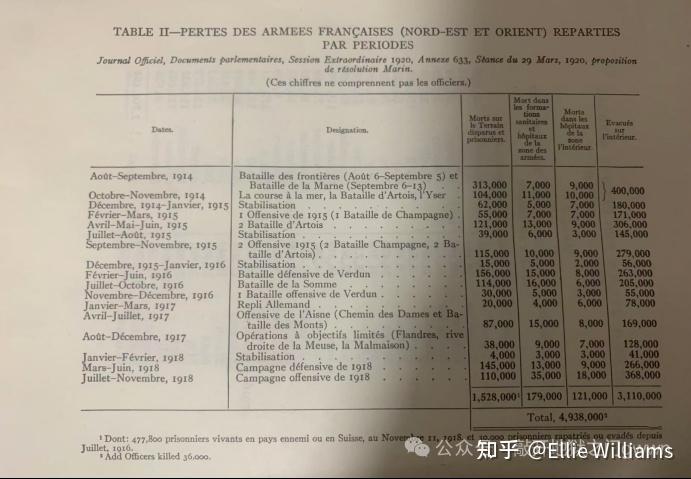 TABLE II—PERTES DES ARMEES FRANÇAISES (NORD-EST ET ORIENT) REPARTIES
PAR PERIODES
Journal Officiel, Documents parlementaires, Session Extraordinaire 1920, Annexe 633, Séance du 29 Mars, 1920, proposition
de résolution Marin.
(Ces chiffres ne comprennent pas les officiers.)
Dates. Designation. Morts sur le Terrain disparus et prisonniers. Mort dans les formations sanitaires et hôpitaux de la zone des armées. Morts dans les hôpitaux de la zone l'intérieur. Evacués sur l'intérieur.
Août–Septembre, 1914 Bataille des frontières (Août 6–Septembre 5) et
Bataille de la Marne (Septembre 6–13) 313,000 7,000 9,000
Octobre–Novembre, 1914 La course à la mer, la Bataille d'Artois, l'Yser 104,000 11,000 10,000 400,000
Décembre, 1914–Janvier, 1915 Stabilisation 62,000 5,000 7,000 180,000
Février–Mars, 1915 1 Offensive de 1915 (1 Bataille de Champagne) 55,000 7,000 7,000 171,000
Avril–Mai–Juin, 1915 2 Bataille d'Artois 121,000 13,000 9,000 306,000
Juillet–Août, 1915 Stabilisation 39,000 6,000 3,000 145,000
Septembre–Novembre, 1915 2 Offensive 1915 (2 Bataille Champagne, 2 Ba-
taille d'Artois) 115,000 10,000 9,000 279,000
Décembre, 1915–Janvier, 1916 Stabilisation 15,000 5,000 2,000 56,000
Février–Juin, 1916 Bataille défensive de Verdun 156,000 15,000 8,000 263,000
Juillet–Octobre, 1916 Bataille de la Somme 114,000 16,000 6,000 205,000
Novembre–Décembre, 1916 1 Bataille offensive de Verdun 30,000 5,000 3,000 55,000
Janvier–Mars, 1917 Repli Allemand 20,000 4,000 6,000 78,000
Avril–Juillet, 1917 Offensive de l'Aisne (Chemin des Dames et Ba-
taille des Monts) 87,000 15,000 8,000 169,000
Août–Décembre, 1917 Opérations à objectifs limités (Flandres, rive
droite de la Meuse, la Malmaison) 38,000 9,000 7,000 128,000
Janvier–Février, 1918 Stabilisation 4,000 3,000 3,000 41,000
Mars–Juin, 1918 Campagne défensive de 1918 145,000 13,000 9,000 266,000
Juillet–Novembre, 1918 Campagne offensive de 1918 110,000 35,000 18,000 368,000
1,528,000¹ 179,000 121,000 3,110,000
Total, 4,938,000²
¹ Dont: 477,800 prisonniers vivants en pays ennemi ou en Suisse, au Novembre 11, 1918, et prisonniers rapatriés ou évadés depuis
Juillet, 1916.
² Add Officers killed 36,000.
公众
知乎 @EllieWilliams